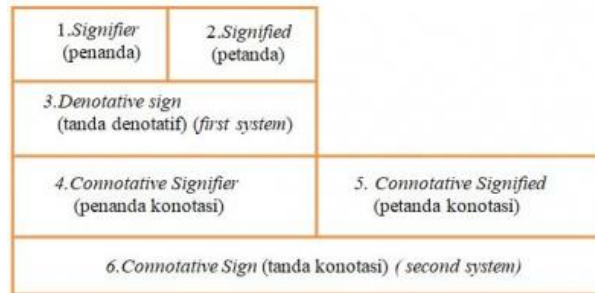 1.Signifier
(penanda)
2.Signified
(petanda)
3.Denotative sign
(tanda denotatif) (first system)
4.Connotative Signifier
(penanda konotasi)
5. Connotative Signified
(petanda konotasi)
6.Connotative Sign (tanda konotasi) ( second system)